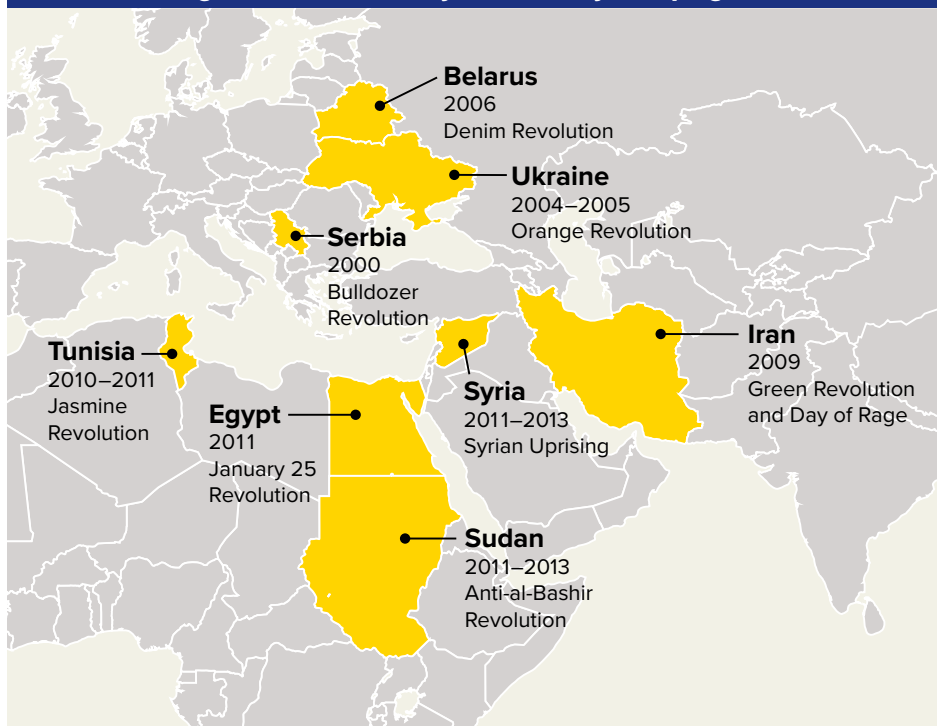 Belarus
2006
Denim Revolution
Ukraine
2004–2005
Orange Revolution
Serbia
2000
Bulldozer
Revolution
Tunisia
2010–2011
Jasmine
Revolution
Egypt
2011
January 25
Revolution
Syria
2011–2013
Syrian Uprising
Iran
2009
Green Revolution
and Day of Rage
Sudan
2011–2013
Anti-al-Bashir
Revolution